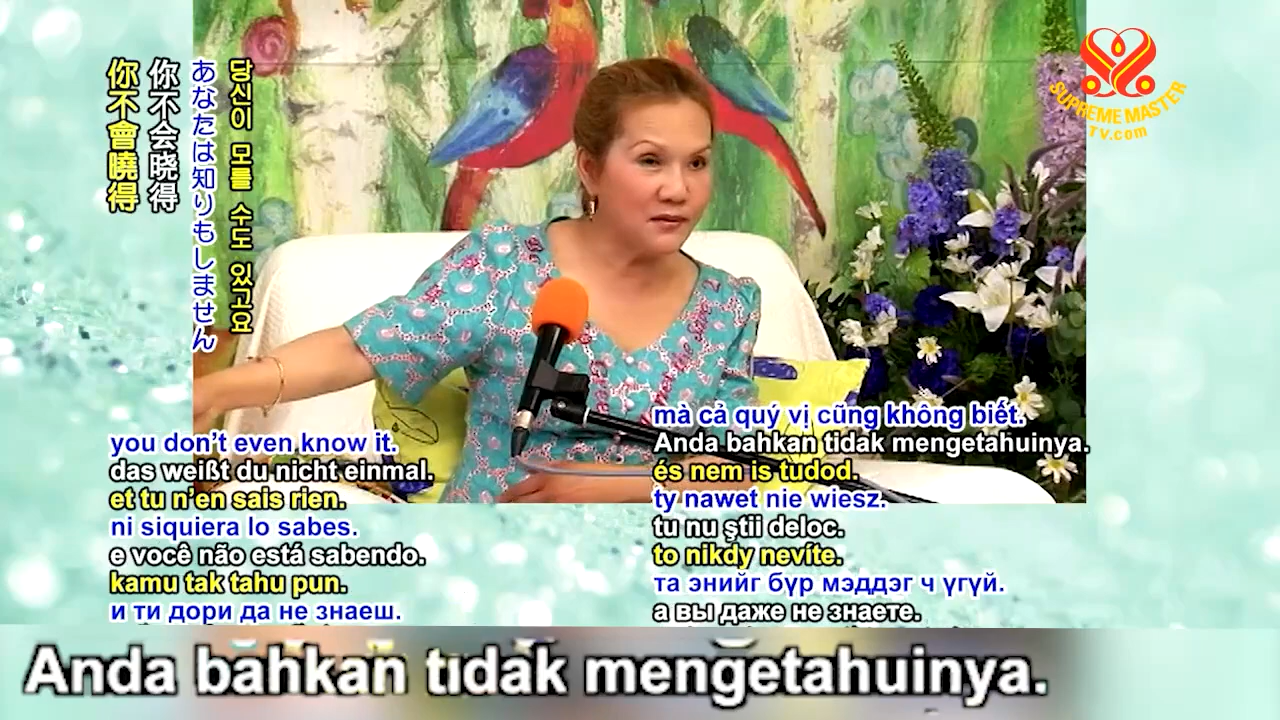 你不會曉得
你不会晓得
あなたは知りもしません
당신이 모를 수도 있고요
SUPREME MASTER
TV.com
you don't even know it.
das weißt du nicht einmal.
et tu n'en sais rien.
ni siquiera lo sabes.
e você não está sabendo.
kamu tak tahu pun.
и ти дори да не знаеш.
mà cả quý vị cũng không biết.
Anda bahkan tidak mengetahuinya.
és nem is tudod.
ty nawet nie wiesz.
tu nu ştii deloc.
to nikdy nevíte.
та энийг бүр мэддэг ч үгүй.
а вы даже не знаете.
Anda bahkan tidak mengetahuinya.